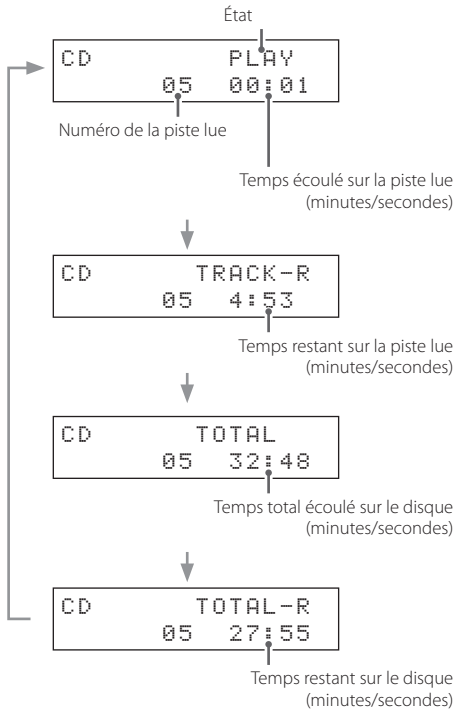 État
CD PLAY
05 00:01
Numéro de la piste lue
Temps écoulé sur la piste lue
(minutes/secondes)
CD TRACK-R
05 4:53
Temps restant sur la piste lue
(minutes/secondes)
CD TOTAL
05 32:48
Temps total écoulé sur le disque
(minutes/secondes)
CD TOTAL-R
05 27:55
Temps restant sur le disque
(minutes/secondes)